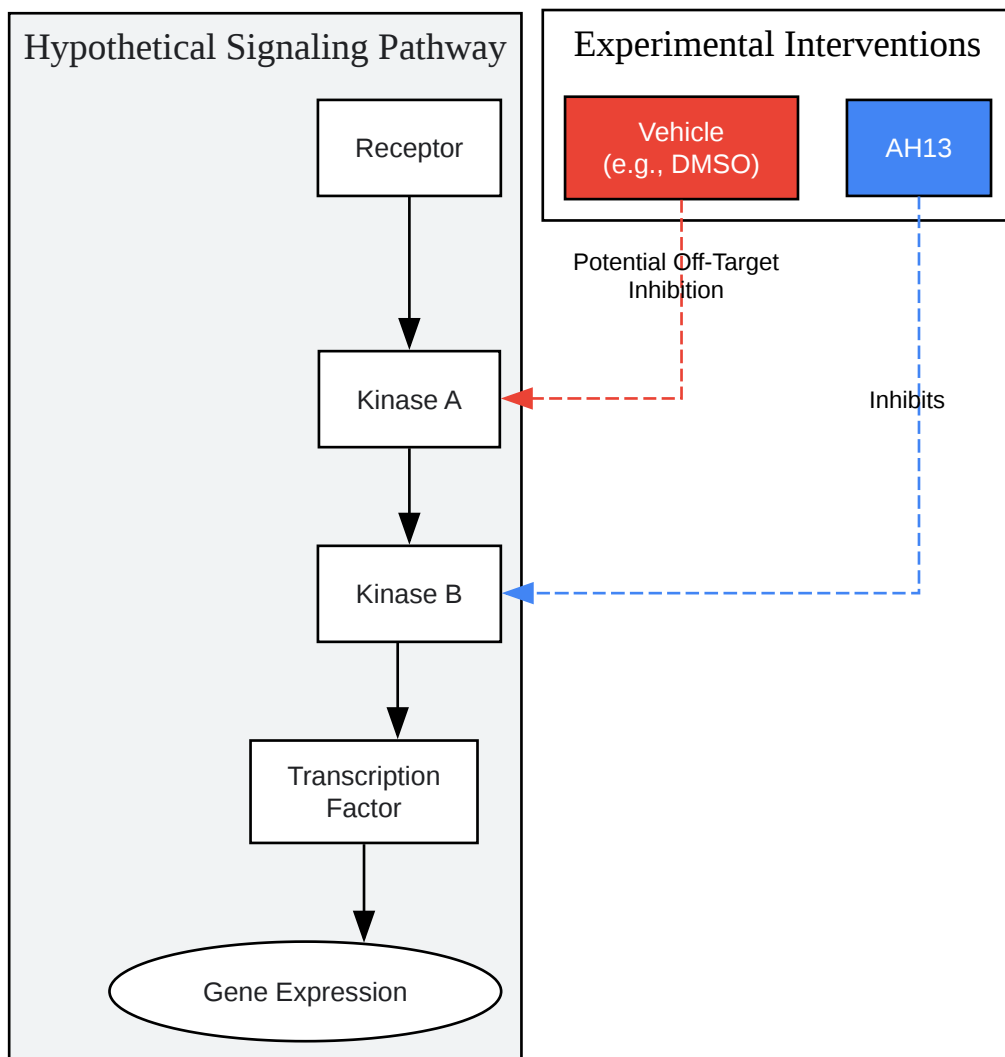 Hypothetical Signaling Pathway
Receptor
Kinase A
Kinase B
Transcription
Factor
Gene Expression
Experimental Interventions
Vehicle
(e.g., DMSO)
AH13
Potential Off-Target
Inhibition
Inhibits